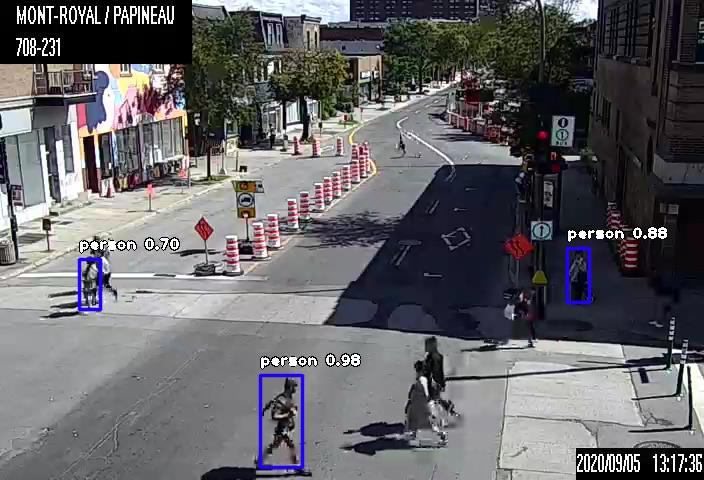 MONT-ROYAL / PAPINEAU
708-231
person 0.70
person 0.88
person 0.98
BUS
2020/09/05 13:17:36